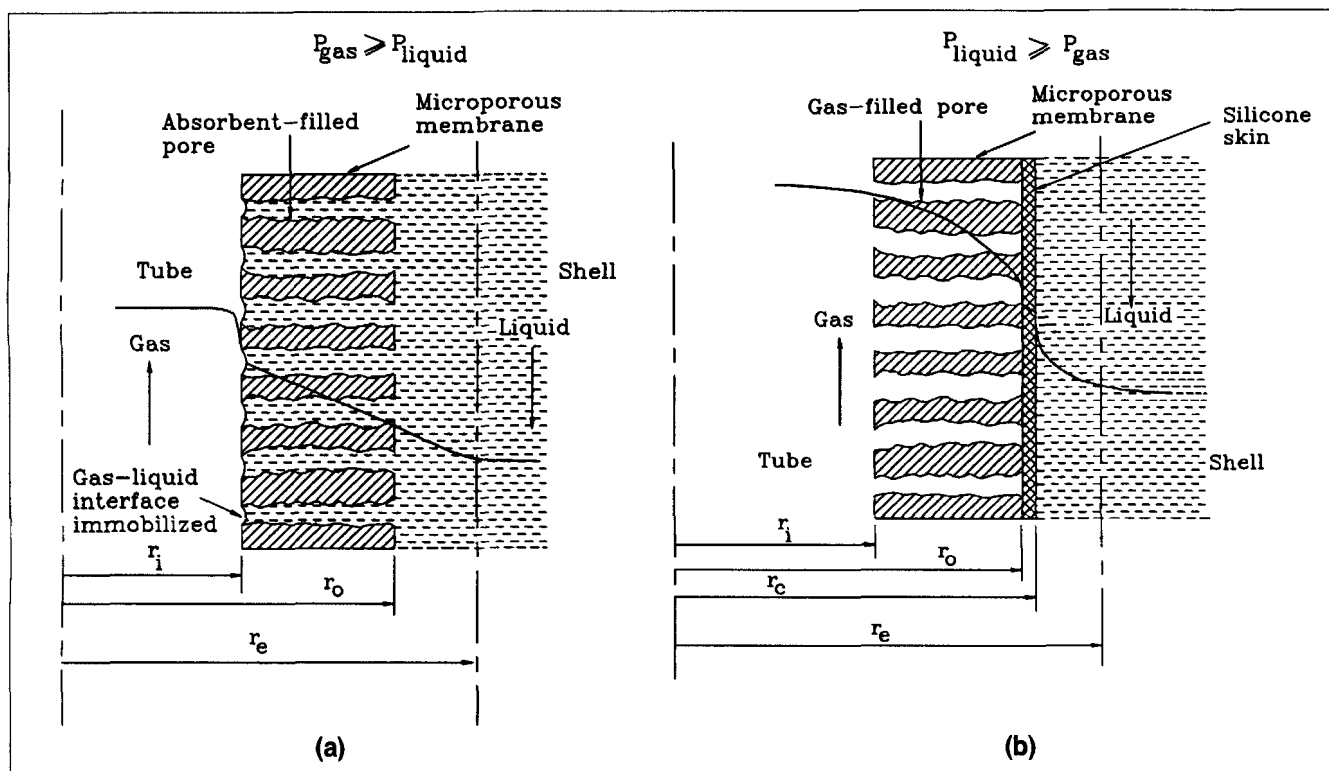 P_gas ⩾ P_liquid
Microporous
membrane
Absorbent-filled
pore
Tube
Shell
Gas
Liquid
Gas-liquid
interface
immobilized
r_i
r_o
r_e
(a)
P_liquid ⩾ P_gas
Gas-filled pore
Microporous
membrane
Silicone
skin
Gas
Liquid
Tube
Shell
r_i
r_o
r_c
r_e
(b)